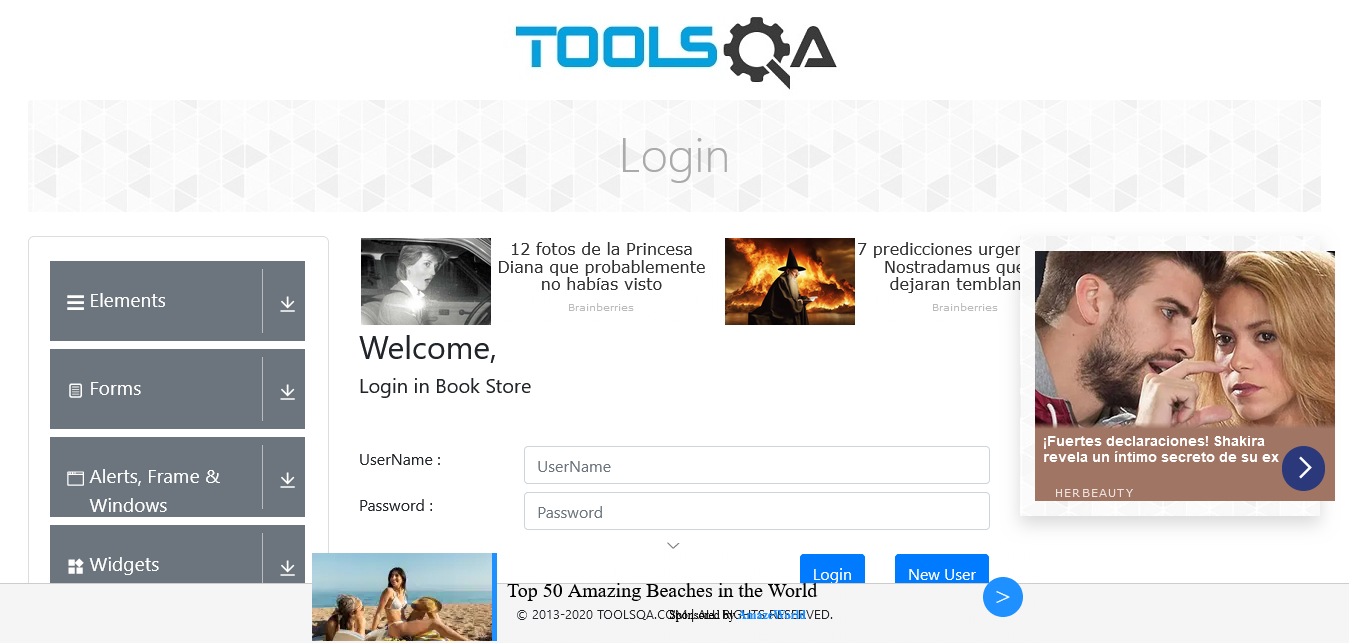 TOOLSQA
Login
Elements
Forms
Alerts, Frame &
Windows
Widgets
12 fotos de la Princesa
Diana que probablemente
no habías visto
Brainberries
7 predicciones
Nostradamus que
dejaran
Brainberries
¡Fuertes declaraciones! Shakira
revela un íntimo secreto de su ex
HERBEAUTY
Welcome,
Login in Book Store
UserName :
UserName
Password :
Password
Login
New User
Top 50 Amazing Beaches in the World
>
© 2013-2020 TOOLSQA.COM | ALL RIGHTS RESERVED.
Sponsored By